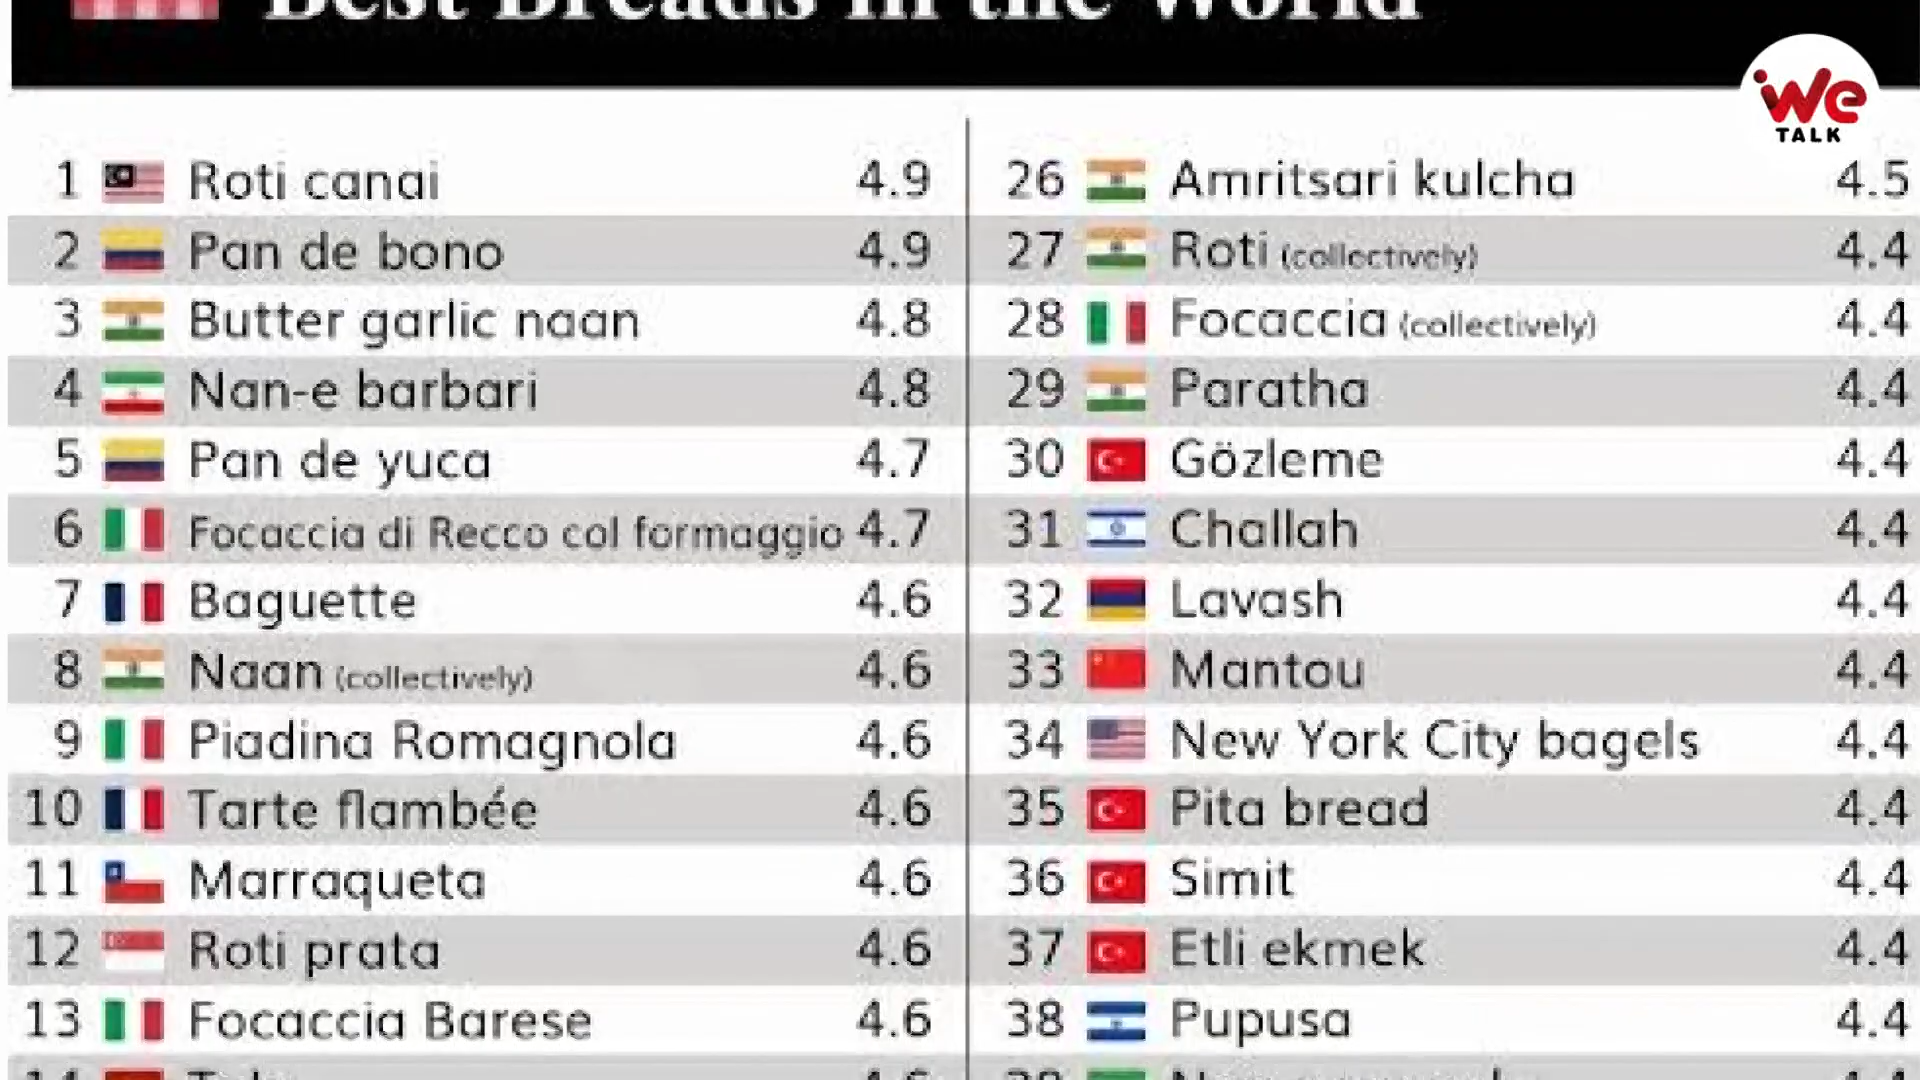 Best Breads in the World
We
TALK
1 Roti canai 4.9
2 Pan de bono 4.9
3 Butter garlic naan 4.8
4 Nan-e barbari 4.8
5 Pan de yuca 4.7
6 Focaccia di Recco col formaggio 4.7
7 Baguette 4.6
8 Naan (collectively) 4.6
9 Piadina Romagnola 4.6
10 Tarte flambée 4.6
11 Marraqueta 4.6
12 Roti prata 4.6
13 Focaccia Barese 4.6
26 Amritsari kulcha 4.5
27 Roti (collectively) 4.4
28 Focaccia (collectively) 4.4
29 Paratha 4.4
30 Gözleme 4.4
31 Challah 4.4
32 Lavash 4.4
33 Mantou 4.4
34 New York City bagels 4.4
35 Pita bread 4.4
36 Simit 4.4
37 Etli ekmek 4.4
38 Pupusa 4.4